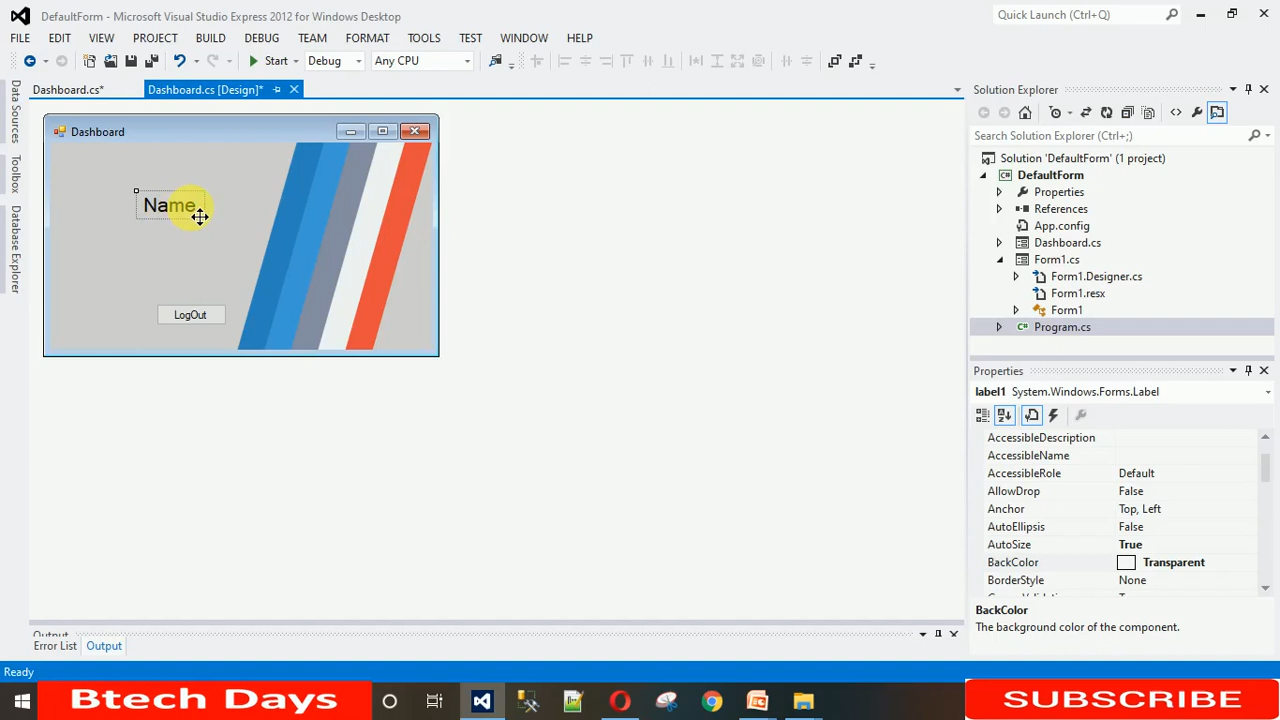 DefaultForm - Microsoft Visual Studio Express 2012 for Windows Desktop
Quick Launch (Ctrl+Q)
FILE EDIT VIEW PROJECT BUILD DEBUG TEAM FORMAT TOOLS TEST WINDOW HELP
Start Debug Any CPU
Data Sources
Toolbox
Database Explorer
Dashboard.cs* Dashboard.cs [Design]*
Dashboard
Name
LogOut
Solution Explorer
Search Solution Explorer (Ctrl+;)
Solution 'DefaultForm' (1 project)
DefaultForm
Properties
References
App.config
Dashboard.cs
Form1.cs
Form1.Designer.cs
Form1.resx
Form1
Program.cs
Properties
label1 System.Windows.Forms.Label
AccessibleDescription
AccessibleName
AccessibleRole Default
AllowDrop False
Anchor Top, Left
AutoEllipsis False
AutoSize True
BackColor Transparent
BorderStyle None
BackColor
The background color of the component.
Output
Error List Output
Ready
Btech Days
SUBSCRIBE